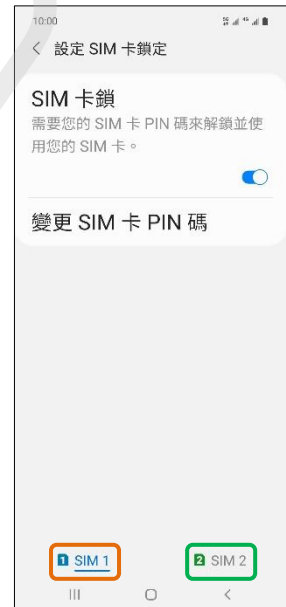 10:00
設定 SIM 卡鎖定
SIM 卡鎖
需要您的 SIM 卡 PIN 碼來解鎖並使
用您的 SIM 卡。
變更 SIM 卡 PIN 碼
1 SIM 1
2 SIM 2